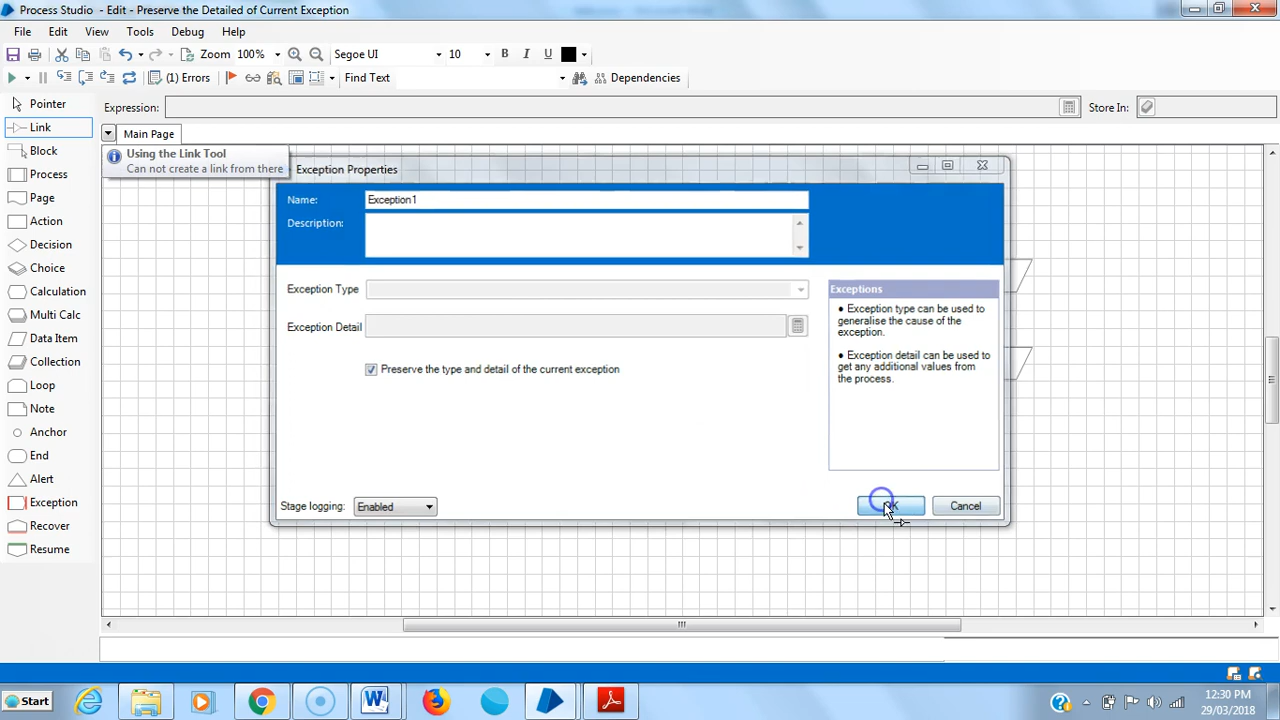 Process Studio - Edit - Preserve the Detailed of Current Exception
File Edit View Tools Debug Help
Zoom 100% Segoe UI 10 B I U
(1) Errors Find Text Dependencies
Pointer
Expression: Store In:
Link
Main Page
Block
Using the Link Tool
Can not create a link from there
Process
Page
Action
Decision
Choice
Calculation
Multi Calc
Data Item
Collection
Loop
Note
Anchor
End
Alert
Exception
Recover
Resume
Exception Properties
Name: Exception1
Description:
Exception Type
Exception Detail
Preserve the type and detail of the current exception
Exceptions
● Exception type can be used to
generalise the cause of the
exception.
● Exception detail can be used to
get any additional values from
the process.
Stage logging: Enabled
Cancel
Start
12:30 PM
29/03/2018